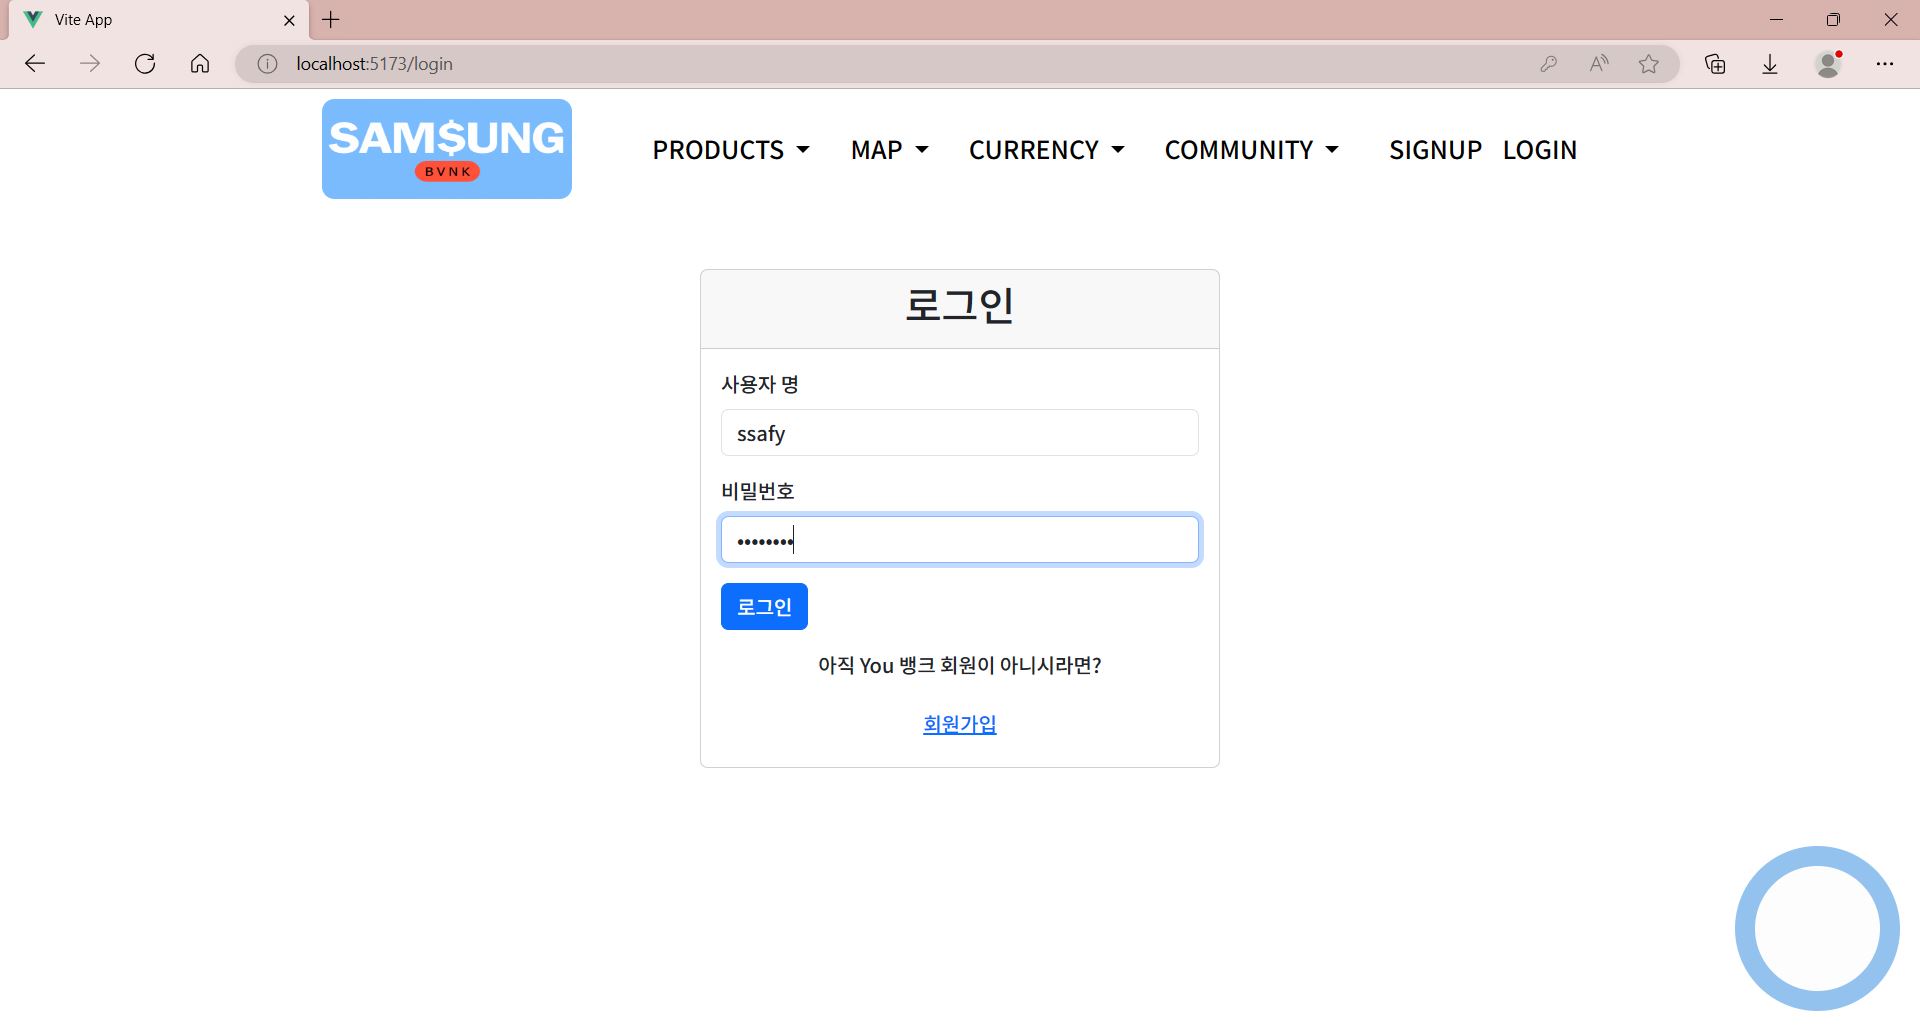 Vite App
localhost:5173/login
SAM$UNG
BVNK
PRODUCTS
MAP
CURRENCY
COMMUNITY
SIGNUP
LOGIN
로그인
사용자 명
ssafy
비밀번호
••••••••
로그인
아직 You 뱅크 회원이 아니시라면?
회원가입